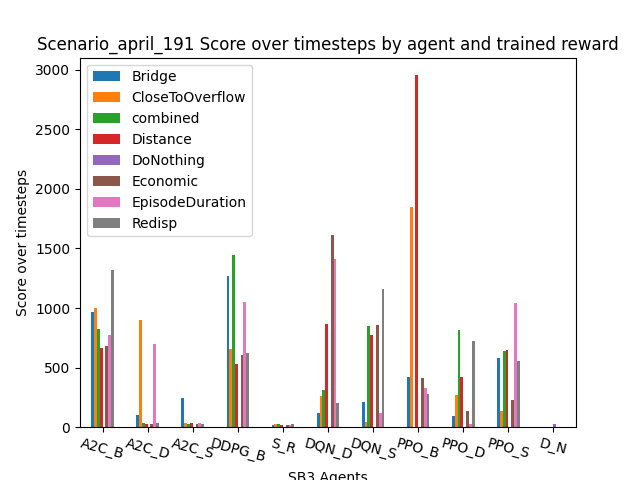 Scenario_april_191 Score over timesteps by agent and trained reward
Score over timesteps
3000
2500
2000
1500
1000
500
0
Bridge
CloseToOverflow
combined
Distance
DoNothing
Economic
EpisodeDuration
Redisp
A2C_B
A2C_D
A2C_S
DDPG_B
S_R
DQN_D
DQN_S
PPO_B
PPO_D
PPO_S
D_N
SB3 Agents